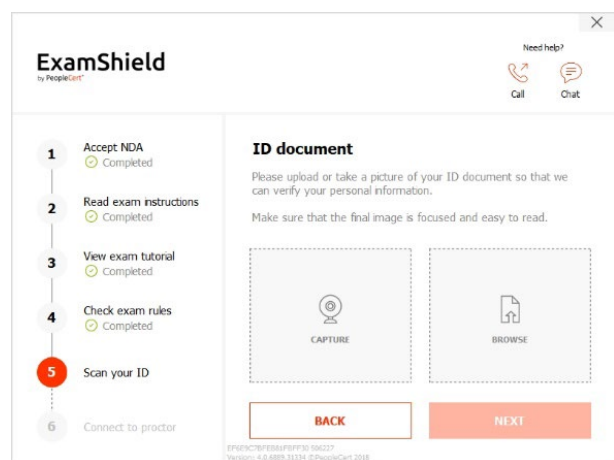 Need help?
ExamShield
by PeopleCert
Call
Chat
1
Accept NDA
Completed
2
Read exam instructions
Completed
3
View exam tutorial
Completed
4
Check exam rules
Completed
5
Scan your ID
6
Connect to proctor
ID document
Please upload or take a picture of your ID document so that we
can verify your personal information.
Make sure that the final image is focused and easy to read.
CAPTURE
BROWSE
BACK
NEXT
©PeopleCert 2018